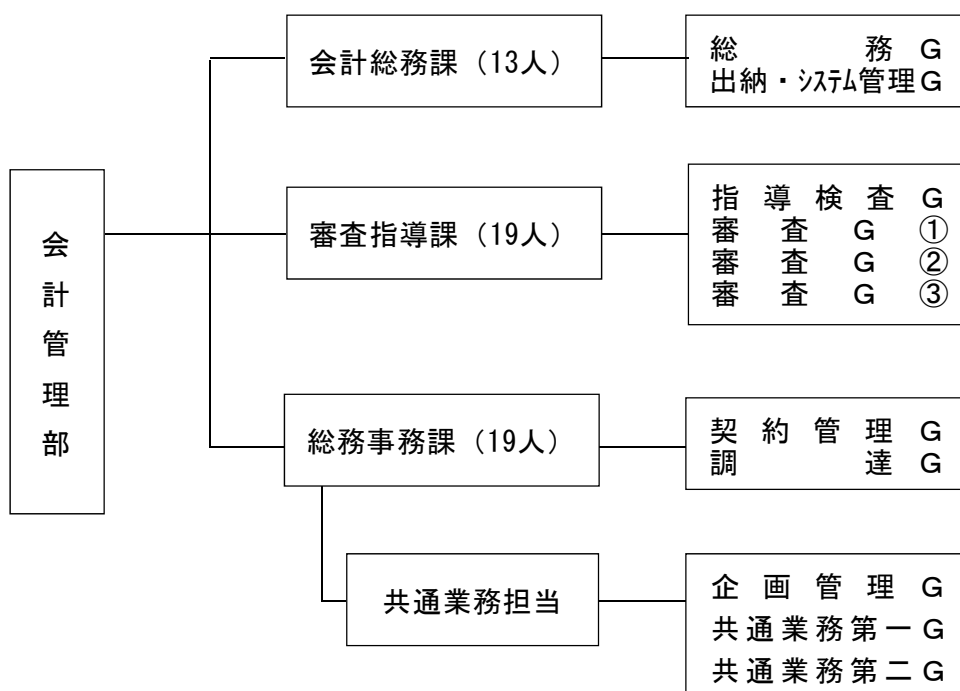 会計管理部
会計総務課（13人）
総務G
出納・ｼｽﾃﾑ管理G
審査指導課（19人）
指導検査G
審査G①
審査G②
審査G③
総務事務課（19人）
契約管理G
調達G
共通業務担当
企画管理G
共通業務第一G
共通業務第二G